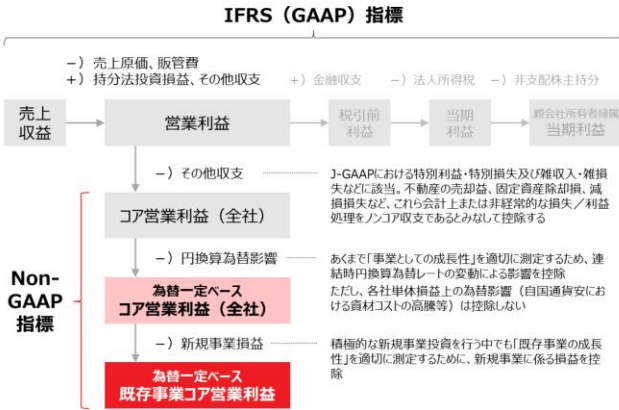 IFRS（GAAP）指標
－）売上原価、販管費
＋）持分法投資損益、その他収支
＋）金融収支
－）法人所得税
－）非支配株主持分
売上
収益
営業利益
税引前
利益
当期
利益
親会社所有者帰属
当期利益
－）その他収支
J-GAAPにおける特別利益・特別損失及び雑収入・雑損
失などに該当。不動産の売却益、固定資産除却損、減
損損失など、これら会計上または非経常的な損失／利益
処理をノンコア収支であるとみなして控除する
コア営業利益（全社）
－）円換算為替影響
あくまで「事業としての成長性」を適切に測定するため、連
結時円換算為替レートの変動による影響を控除
ただし、各社単体損益上の為替影響（自国通貨安にお
ける資材コストの高騰等）は控除しない
Non-
GAAP
指標
為替一定ベース
コア営業利益（全社）
－）新規事業損益
積極的な新規事業投資を行う中でも「既存事業の成長
性」を適切に測定するために、新規事業に係る損益を控
除
為替一定ベース
既存事業コア営業利益